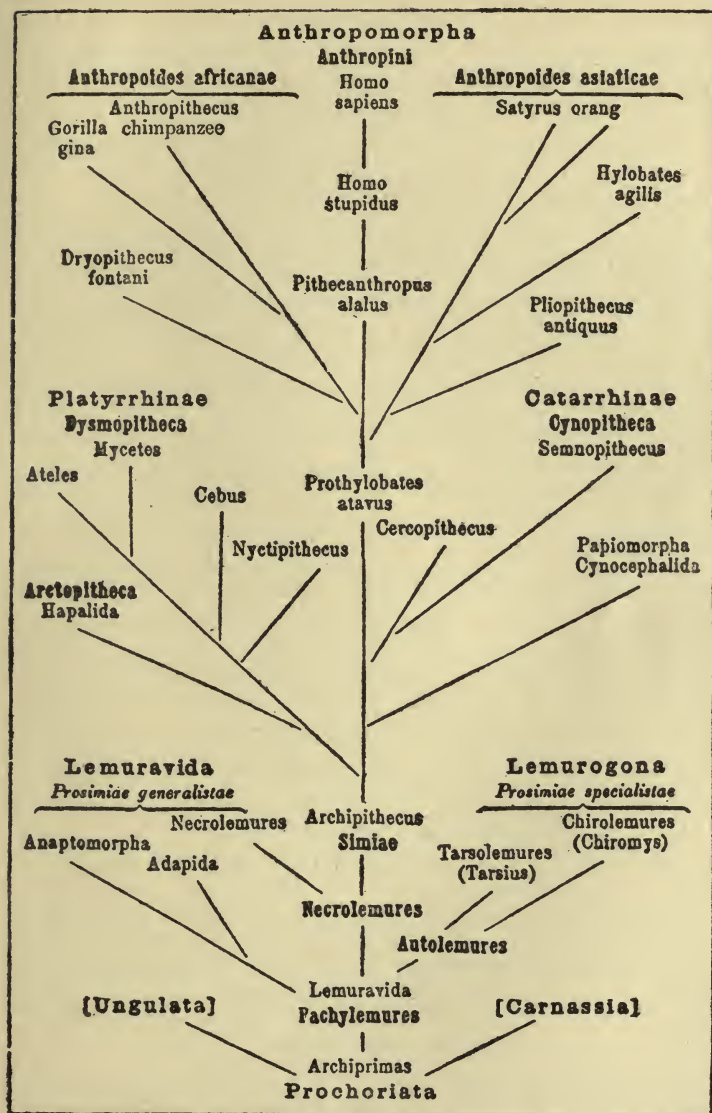 Anthropomorpha
Anthropini
Anthropoides africanae
Homo
sapiens
Anthropoides asiaticae
Anthropithecus
Gorilla chimpanzee
gina
Satyrus orang
Homo
stupidus
Hylobates
agilis
Dryopithecus
fontani
Pithecanthropus
alalus
Pliopithecus
antiquus
Platyrrhinae
Dysmopitheca
Mycetes
Catarrhinae
Cynopitheca
Semnopithecus
Ateles
Cebus
Prothylobates
atavus
Nyctipithecus
Cercopithecus
Papiomorpha
Cynocephalida
Arctopitheca
Hapalida
Lemuravida
Prosimiae generalistae
Lemurogona
Prosimiae specialistae
Necrolemures
Anaptomorpha
Adapida
Archipithecus
Simiae
Chirolemures
(Chiromys)
Tarsolemures
(Tarsius)
Necrolemures
Autolemures
Lemuravida
Pachylemures
[Ungulata]
[Carnassia]
Archiprimas
Prochoriata